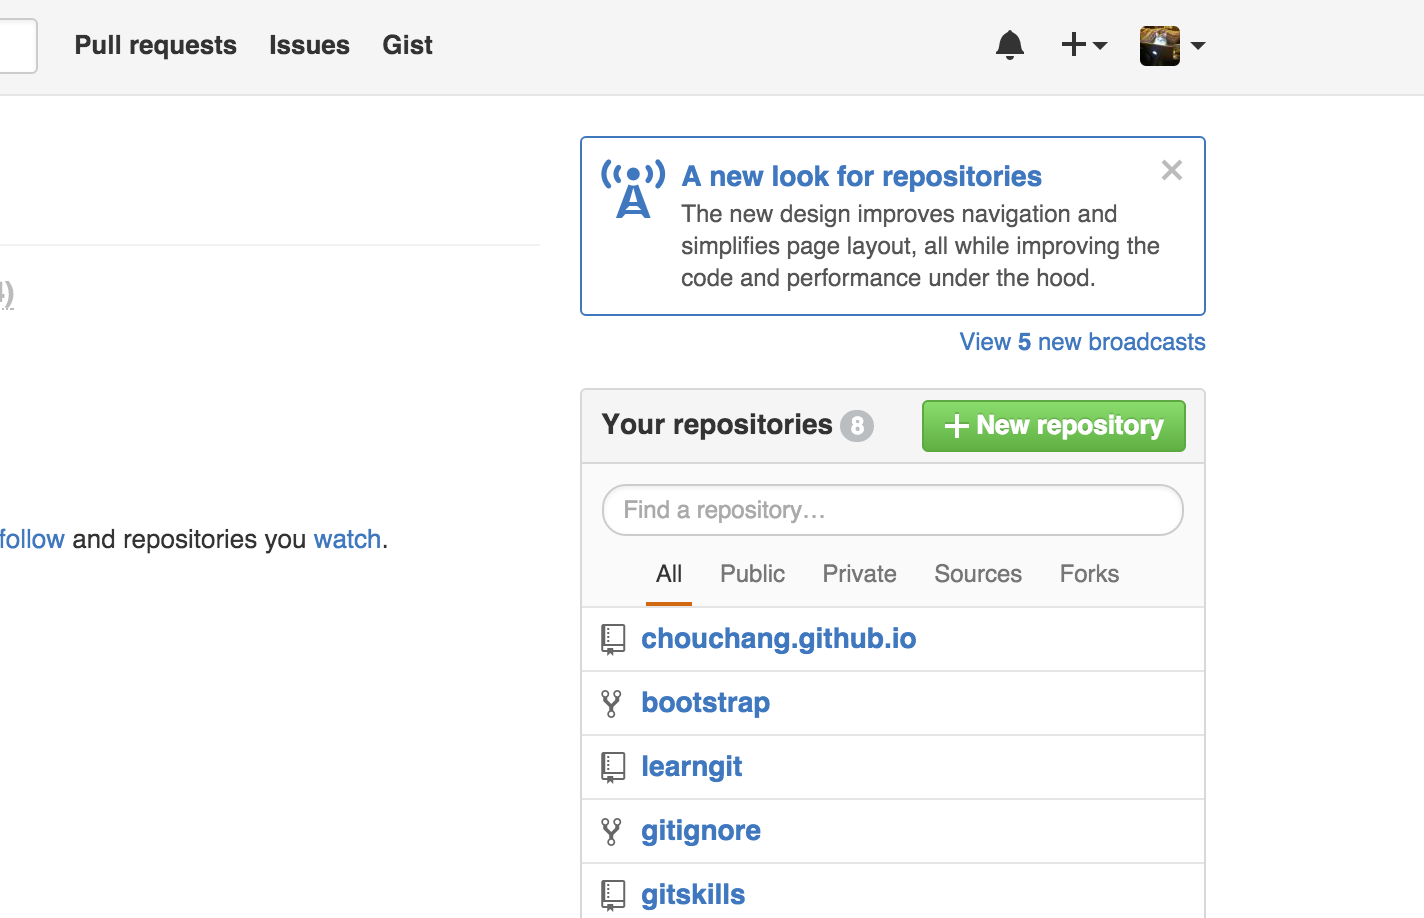 Pull requests Issues Gist
A new look for repositories
The new design improves navigation and
simplifies page layout, all while improving the
code and performance under the hood.
4)
View 5 new broadcasts
Your repositories 8
New repository
Find a repository…
follow and repositories you watch.
All Public Private Sources Forks
chouchang.github.io
bootstrap
learngit
gitignore
gitskills